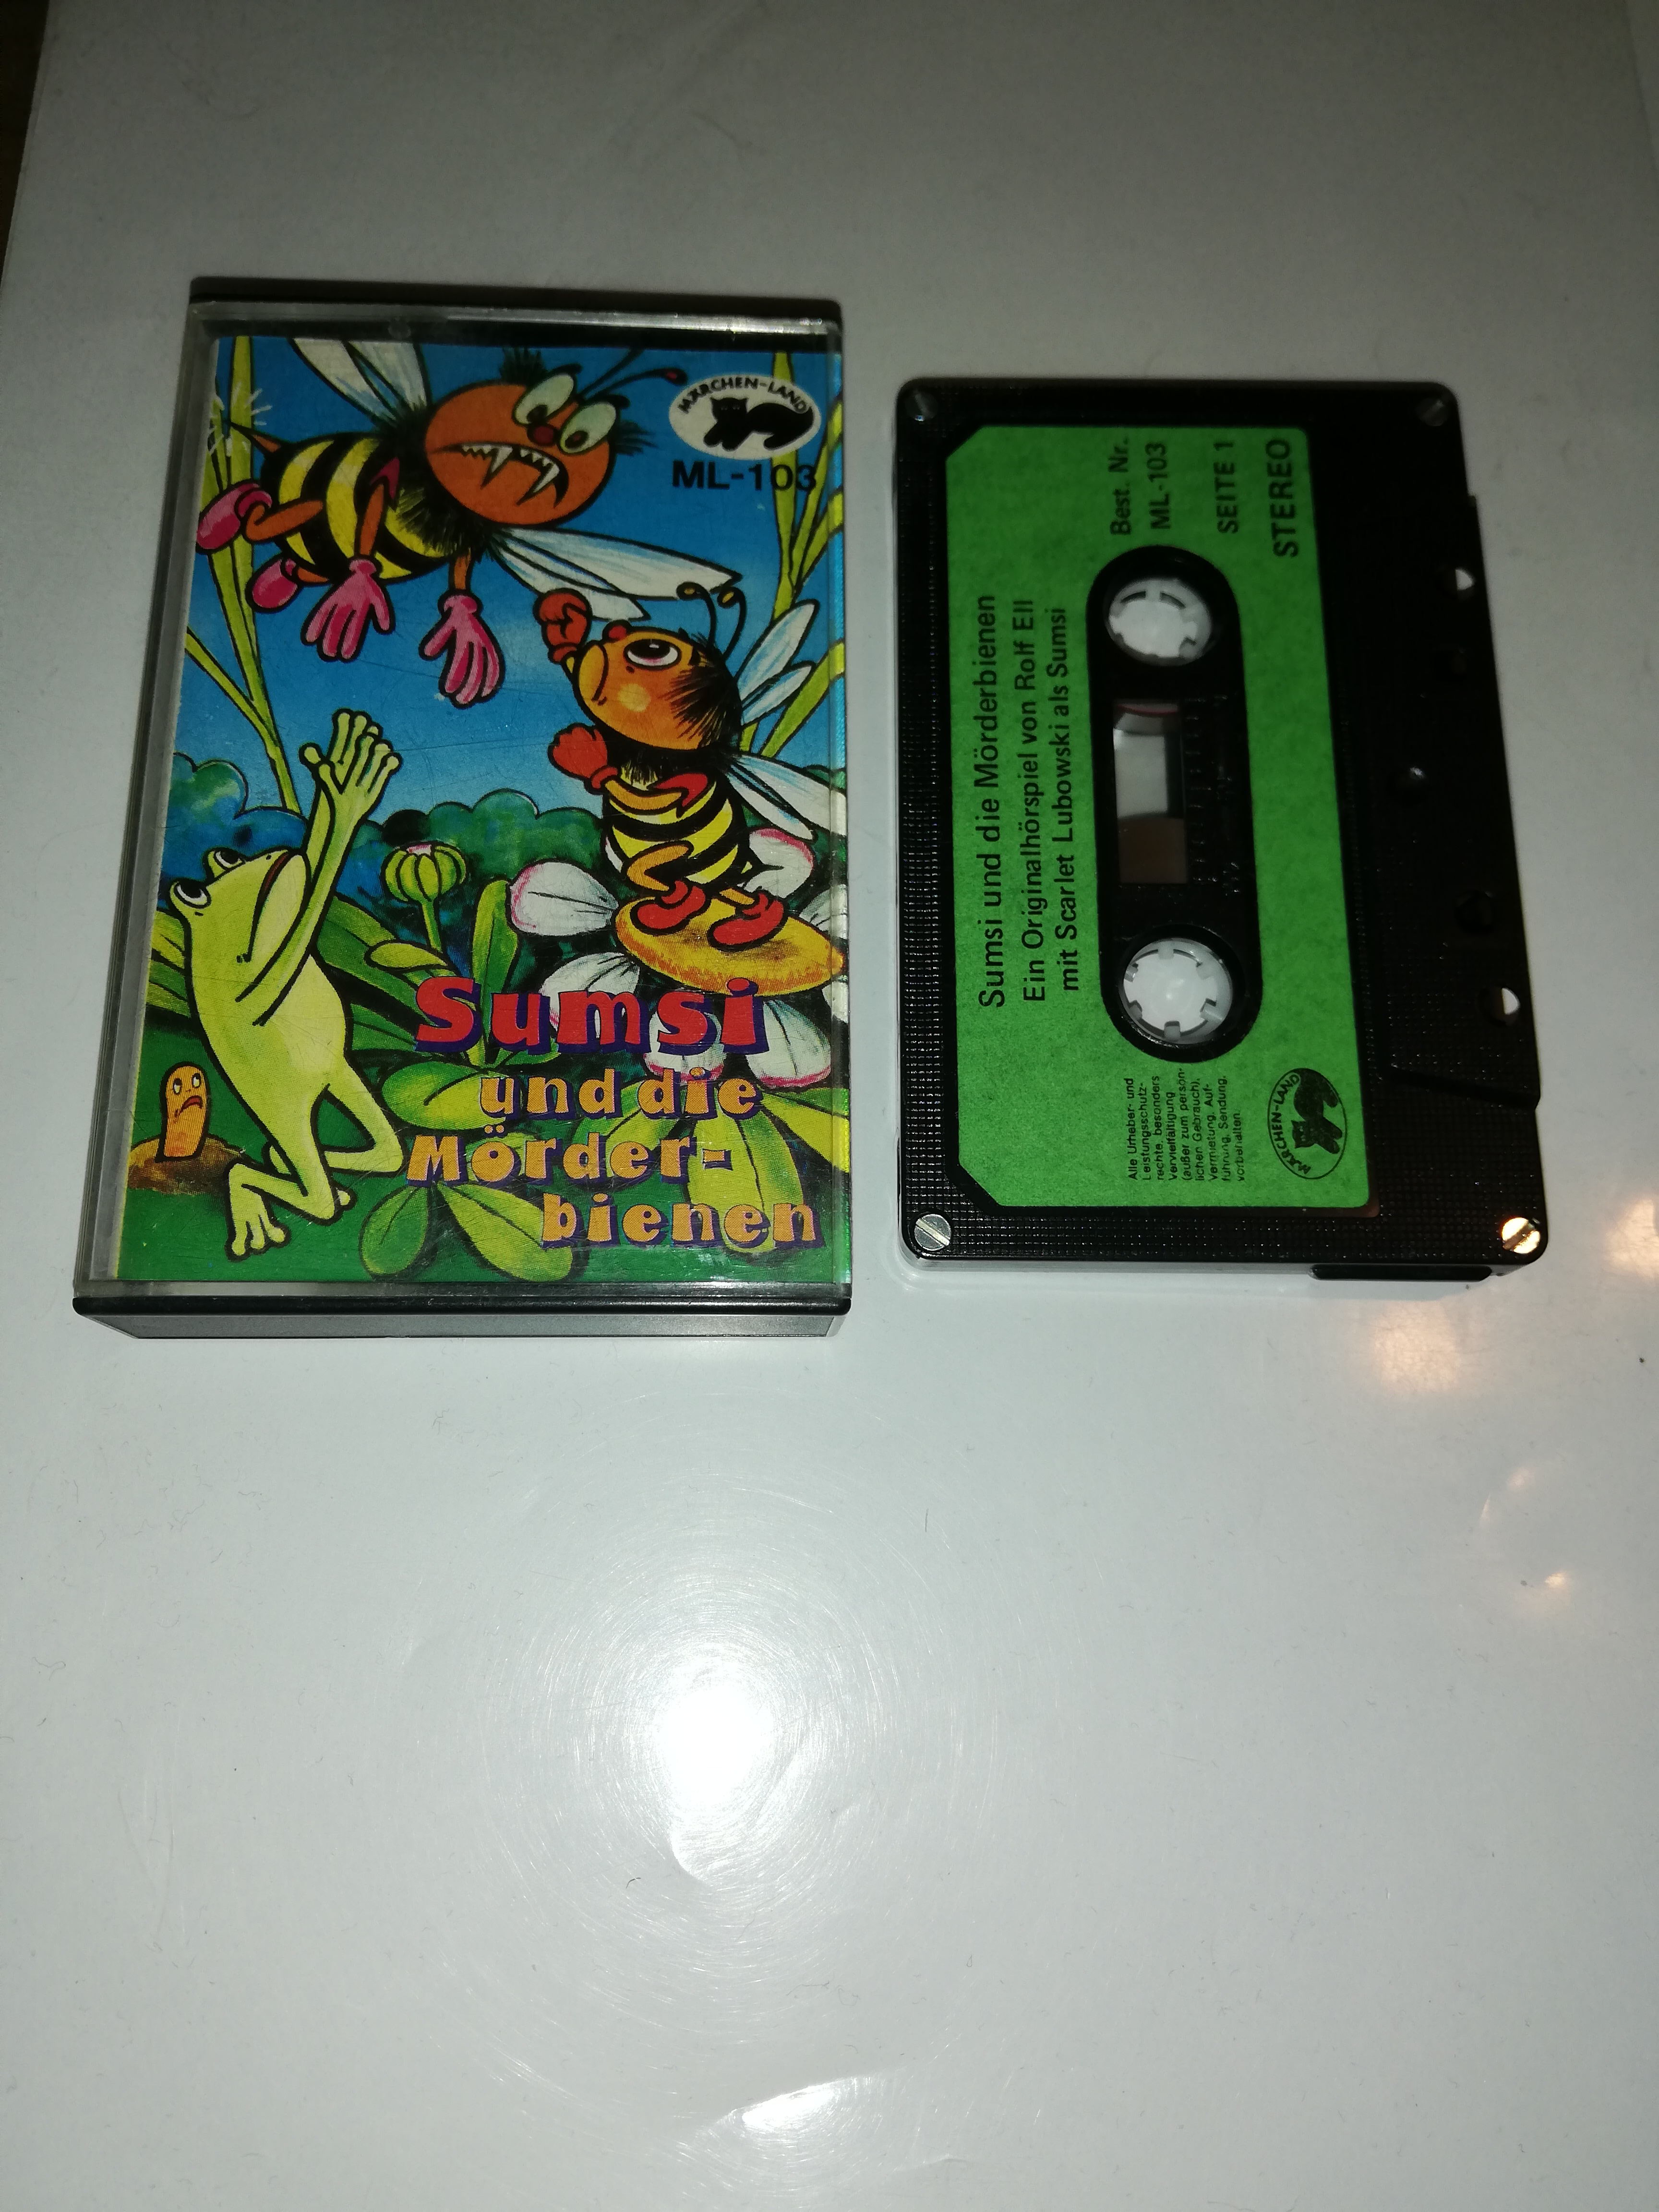 MÄRCHEN-LAND
ML-103
Sumsi
und die
Mörder-
bienen
Sumsi und die Mörderbienen
Ein Originalhörspiel von Rolf Ell
mit Scarlet Lubowski als Sumsi
Best. Nr.
ML-103
SEITE 1
STEREO
Alle Urheber- und
Leistungsschutz-
rechte, besonders
Vervielfältigung
(außer zum persön-
lichen Gebrauch),
Vermietung, Auf-
führung, Sendung,
vorbehalten.
MÄRCHEN-LAND